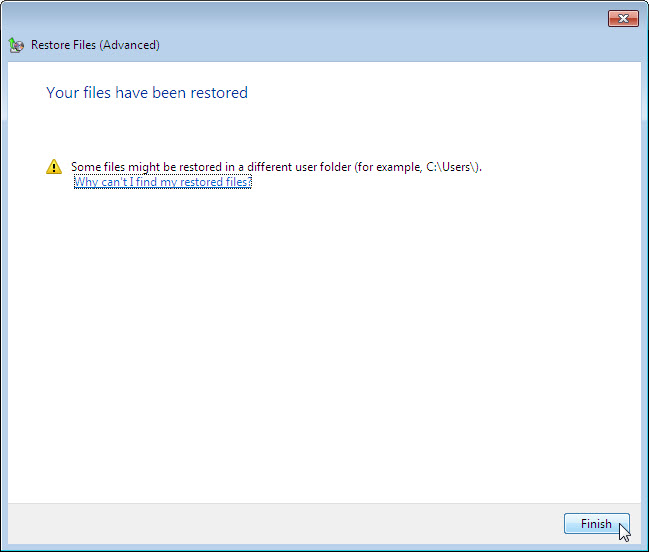 Restore Files (Advanced)
Your files have been restored
Some files might be restored in a different user folder (for example, C:\Users\).
Why can't I find my restored files?
Finish